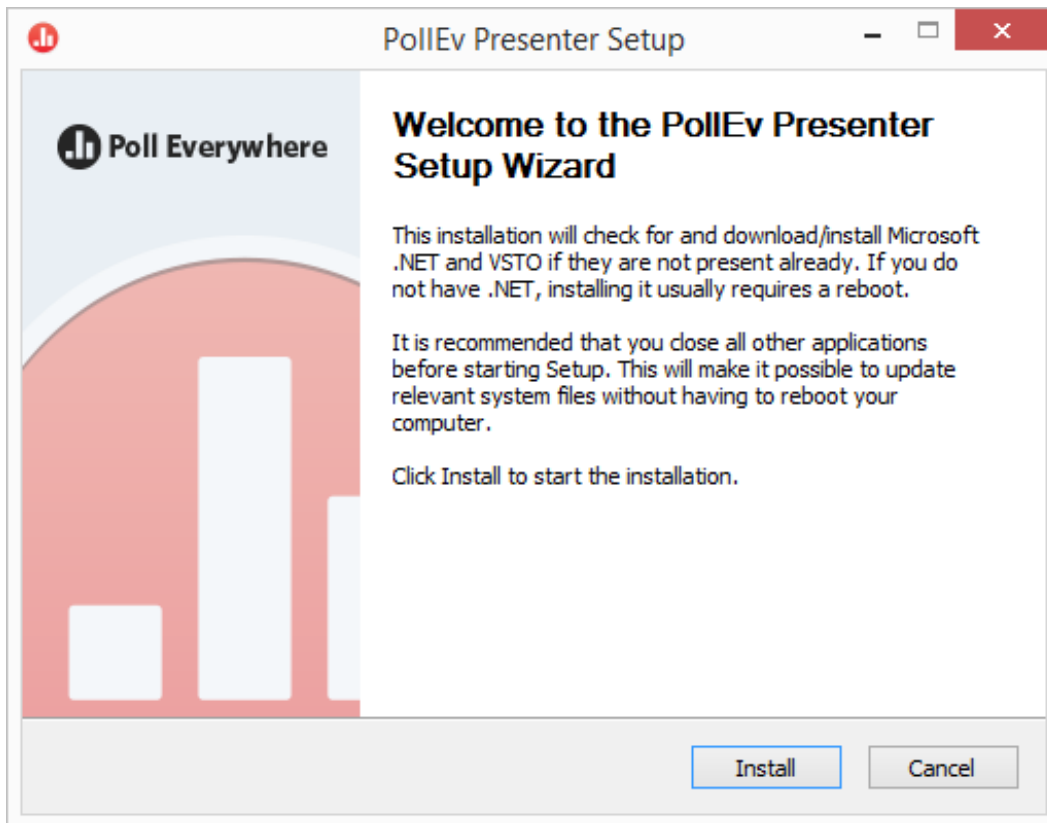 PollEv Presenter Setup
Poll Everywhere
Welcome to the PollEv Presenter
Setup Wizard
This installation will check for and download/install Microsoft
.NET and VSTO if they are not present already. If you do
not have .NET, installing it usually requires a reboot.
It is recommended that you close all other applications
before starting Setup. This will make it possible to update
relevant system files without having to reboot your
computer.
Click Install to start the installation.
Install
Cancel